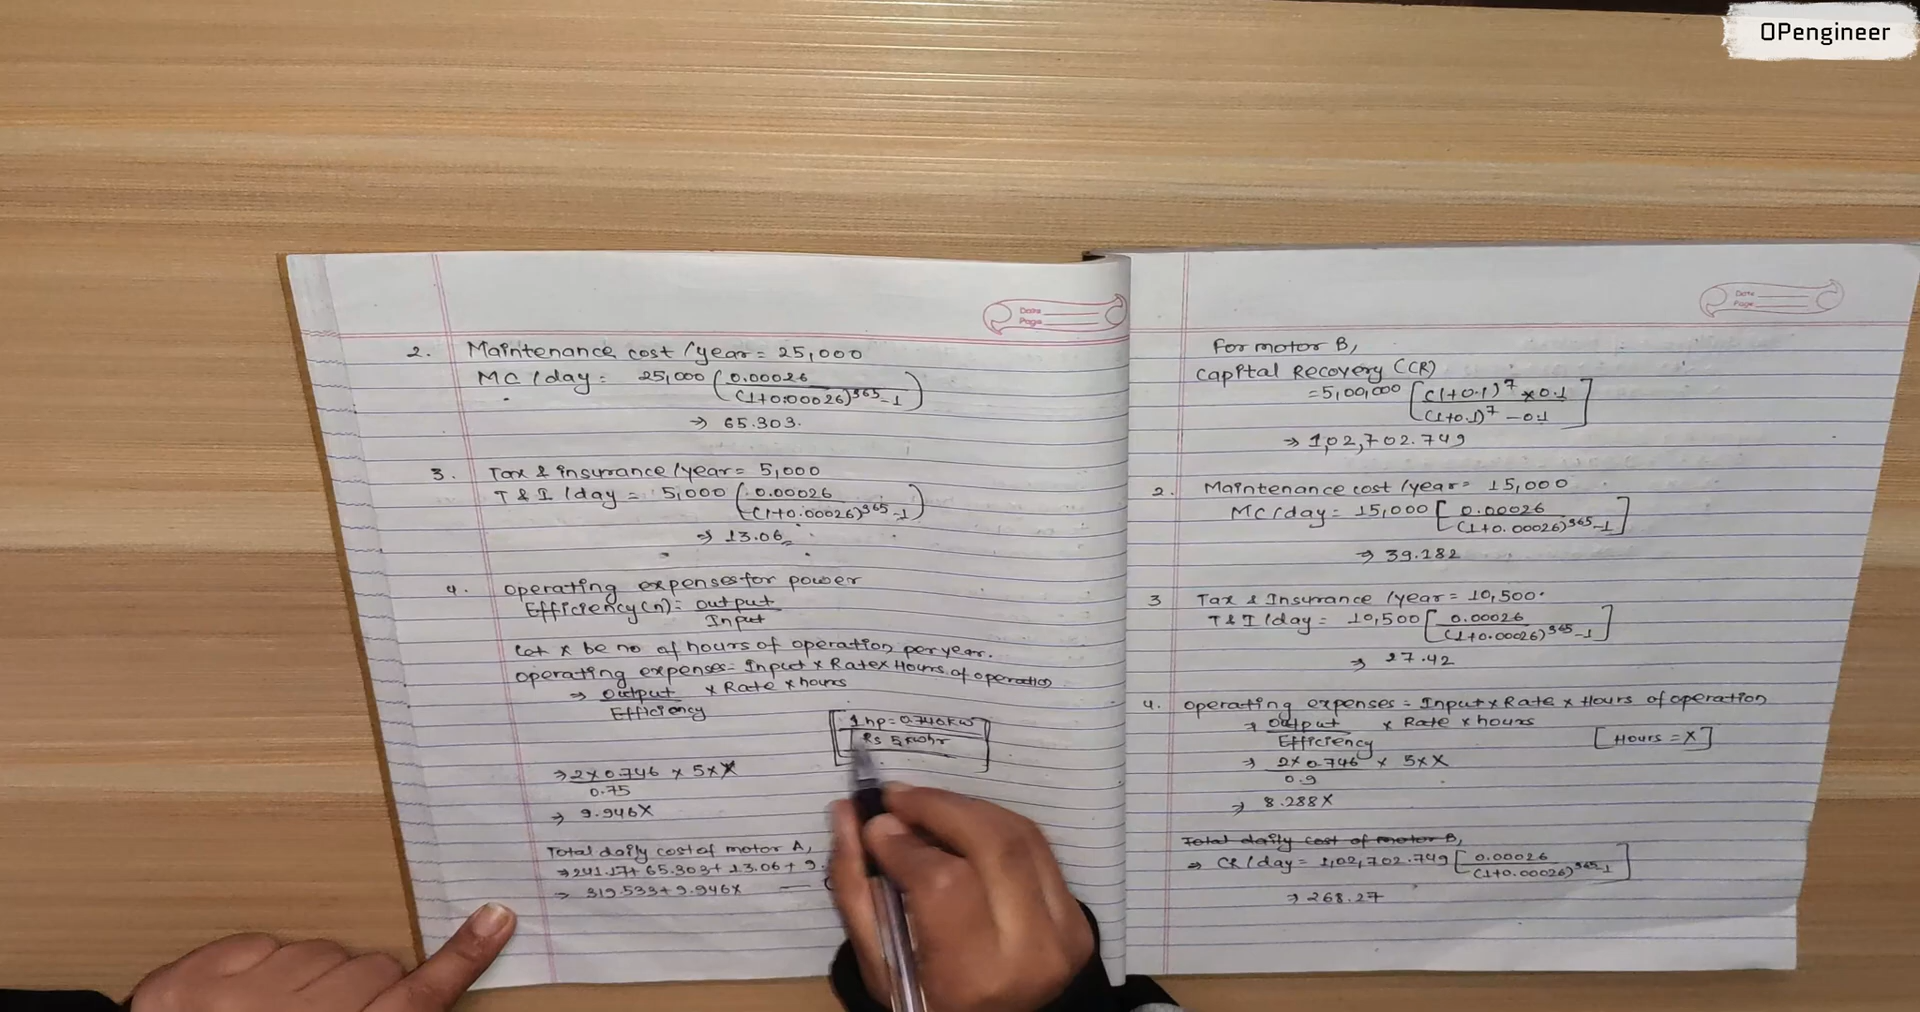 OPengineer
Date
Page
2. Maintenance cost /year = 25,000
MC /day = 25,000 (0.00026 / (1+0.00026)^365-1)
→ 65.303.
3. Tax & insurance /year = 5,000
T & I /day = 5,000 (0.00026 / (1+0.00026)^365-1)
→ 13.06
4. operating expenses for power
Efficiency (n) = output / Input
Let x be no of hours of operation per year.
operating expenses = Input x Rate x Hours of operation
→ output / Efficiency x Rate x hours
1 hp = 0.746 kw
Rs 5 kwhr
→ 2 x 0.746 / 0.75 x 5 x X
→ 9.946X
Total daily cost of motor A,
→ 241.17 + 65.303 + 13.06 + 9.
→ 319.533 + 9.946x —
Date
Page
For motor B,
Capital Recovery (CR)
= 5,00,000 [(1+0.1)^7 x 0.1 / (1+0.1)^7 - 0.1]
→ 1,02,702.749
2. Maintenance cost /year = 15,000
MC/day = 15,000 [0.00026 / (1+0.00026)^365-1]
→ 39.182
3 Tax & Insurance /year = 10,500.
T & I /day = 10,500 [0.00026 / (1+0.00026)^365-1]
→ 27.42
4. operating expenses = Input x Rate x Hours of operation
→ output / Efficiency x Rate x hours
[Hours = X]
→ 2 x 0.746 / 0.9 x 5 x X
→ 8.288X
Total daily cost of motor B,
→ CR /day = 1,02,702.749 [0.00026 / (1+0.00026)^365-1]
→ 268.27